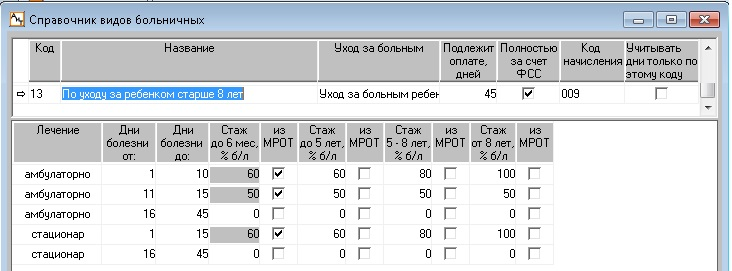 Справочник видов больничных
Код Название Уход за больным Подлежит оплате, дней Полностью за счет ФСС Код начисления Учитывать дни только по этому коду
13 По уходу за ребенком старше 8 лет Уход за больным ребен 45 009
Лечение Дни болезни от: Дни болезни до: Стаж до 6 мес, % б/л из МРОТ Стаж до 5 лет, % б/л из МРОТ Стаж 5 - 8 лет, % б/л из МРОТ Стаж от 8 лет, % б/л из МРОТ
амбулаторно 1 10 60 60 80 100
амбулаторно 11 15 50 50 50 50
амбулаторно 16 45 0 0 0 0
стационар 1 15 60 60 80 100
стационар 16 45 0 0 0 0